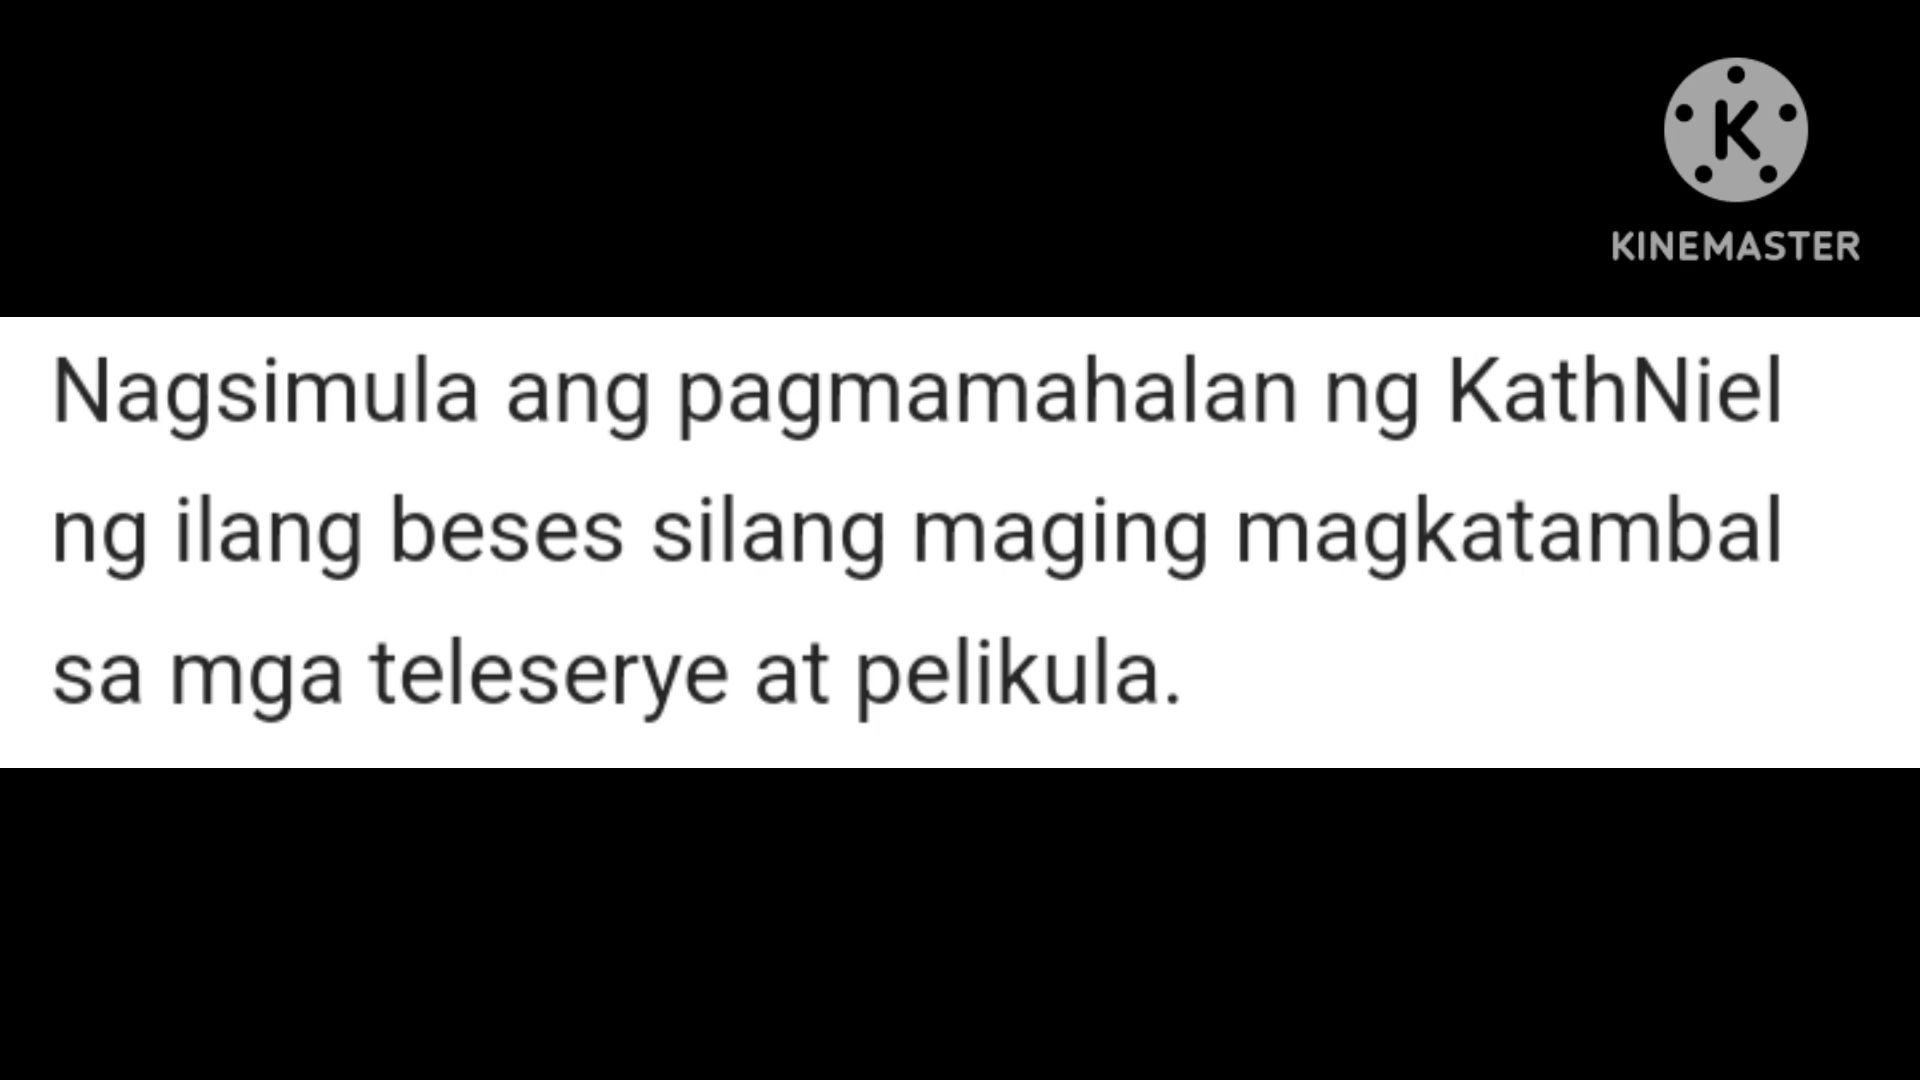 K
KINEMASTER
Nagsimula ang pagmamahalan ng KathNiel
ng ilang beses silang maging magkatambal
sa mga teleserye at pelikula.